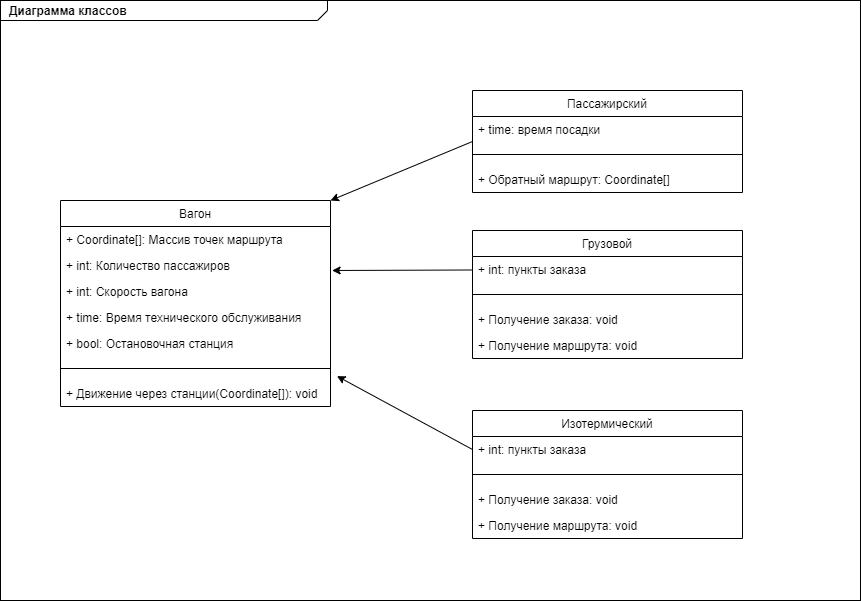 Диаграмма классов
Пассажирский
+ time: время посадки
+ Обратный маршрут: Coordinate[]
Вагон
+ Coordinate[]: Массив точек маршрута
+ int: Количество пассажиров
+ int: Скорость вагона
+ time: Время технического обслуживания
+ bool: Остановочная станция
+ Движение через станции(Coordinate[]): void
Грузовой
+ int: пункты заказа
+ Получение заказа: void
+ Получение маршрута: void
Изотермический
+ int: пункты заказа
+ Получение заказа: void
+ Получение маршрута: void